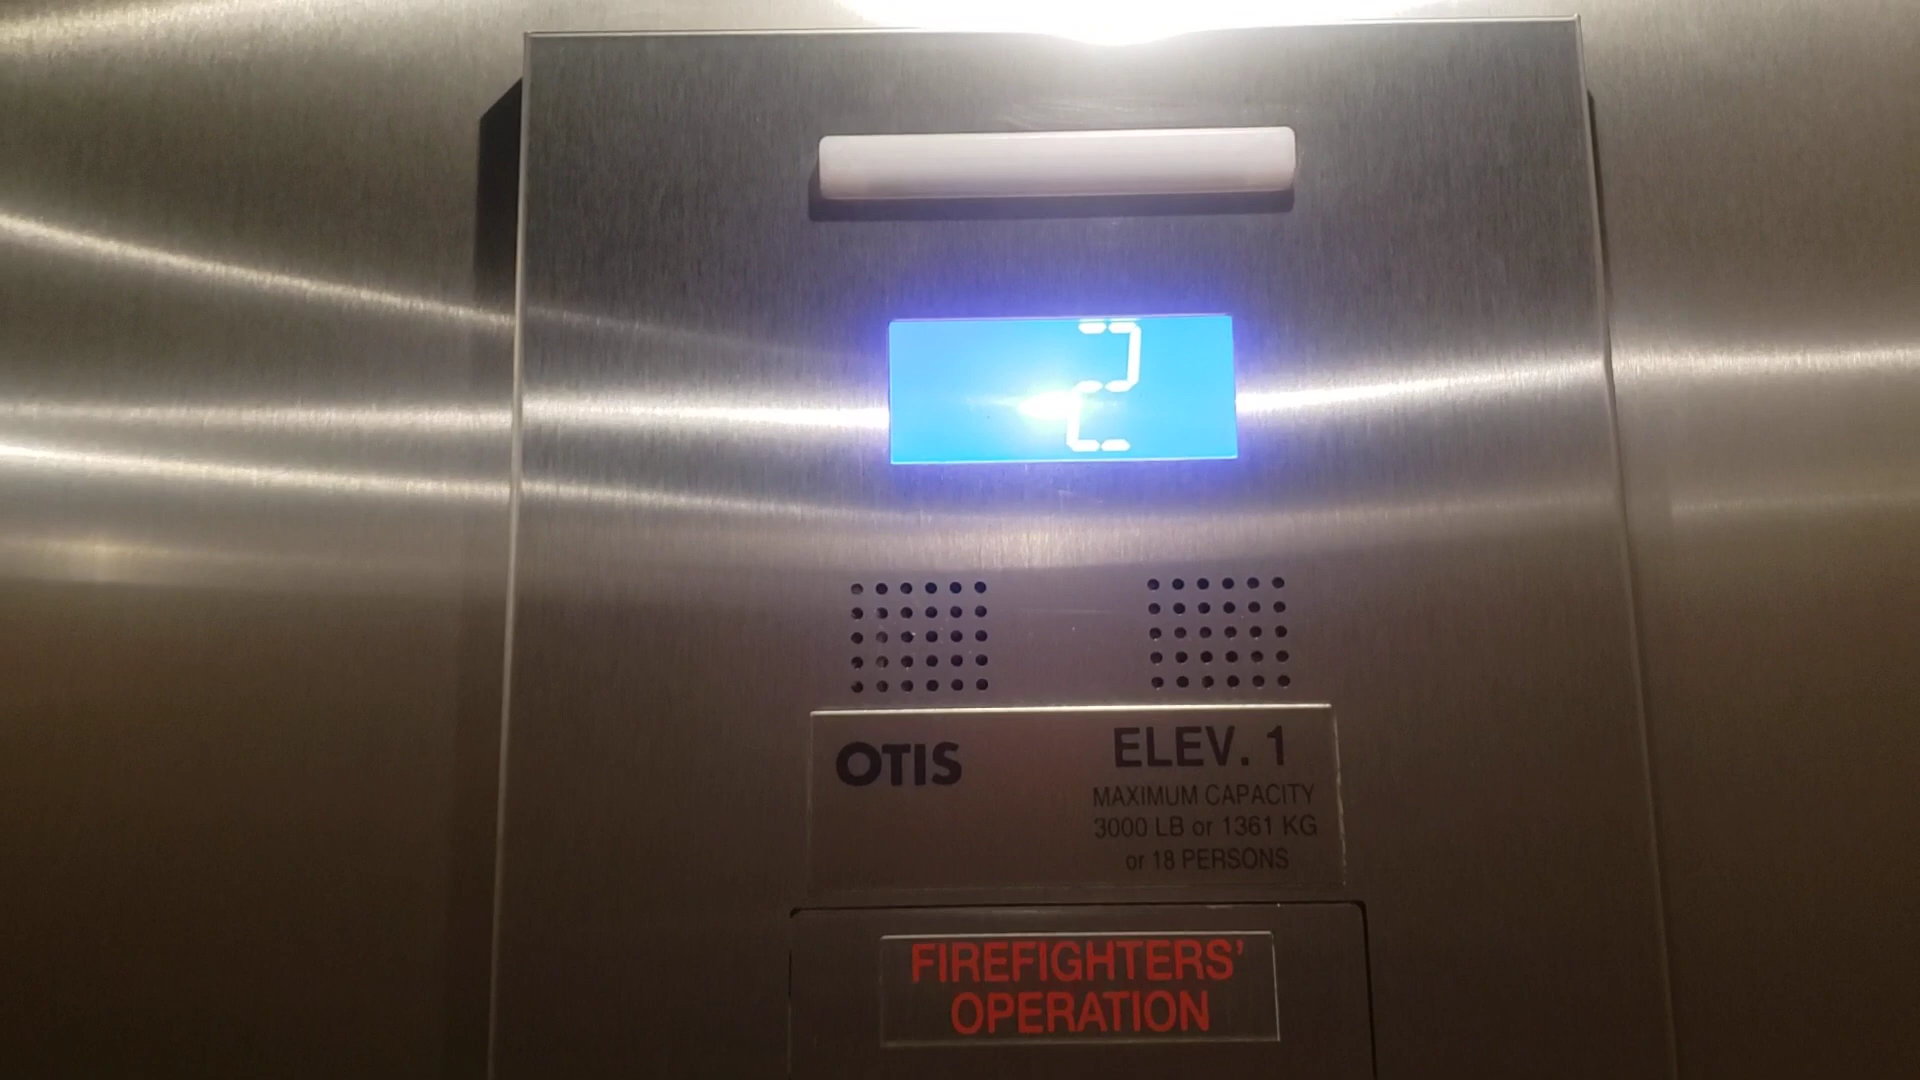 2
OTIS
ELEV. 1
MAXIMUM CAPACITY
3000 LB or 1361 KG
or 18 PERSONS
FIREFIGHTERS'
OPERATION